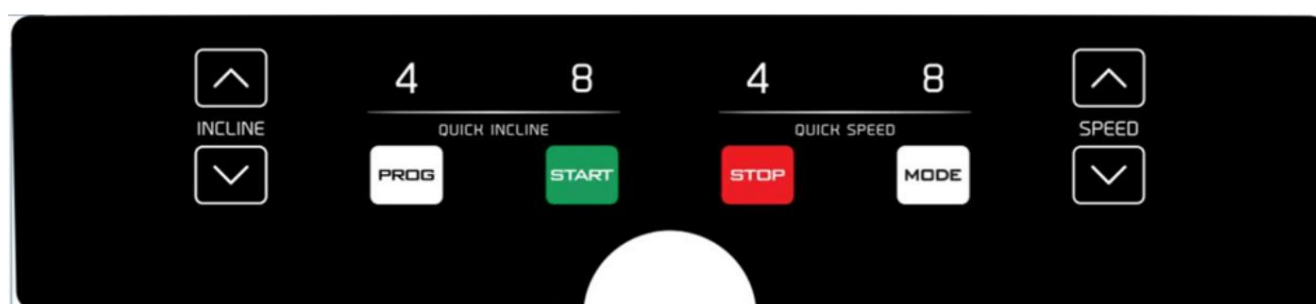 4 8 4 8
INCLINE QUICK INCLINE QUICK SPEED SPEED
PROG START STOP MODE